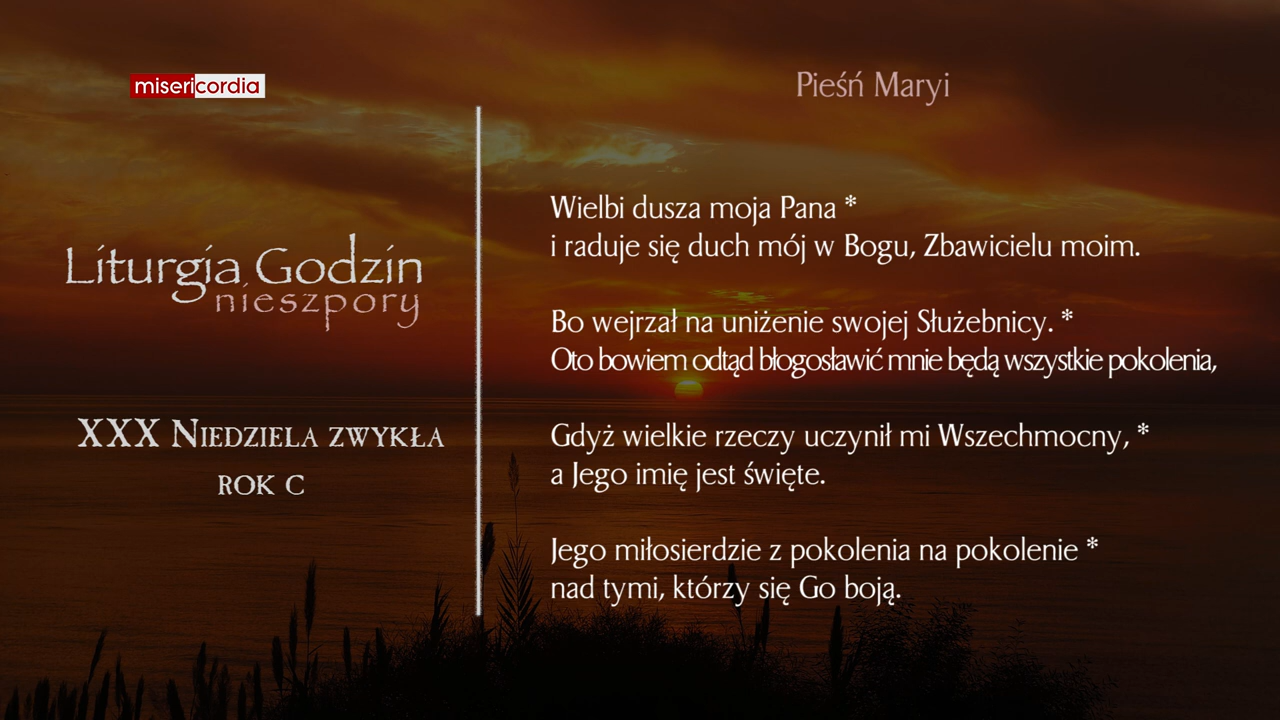 misericordia
Liturgia Godzin
nieszpory
XXX Niedziela zwykła
rok C
Pieśń Maryi
Wielbi dusza moja Pana *
i raduje się duch mój w Bogu, Zbawicielu moim.
Bo wejrzał na uniżenie swojej Służebnicy. *
Oto bowiem odtąd błogosławić mnie będą wszystkie pokolenia,
Gdyż wielkie rzeczy uczynił mi Wszechmocny, *
a Jego imię jest święte.
Jego miłosierdzie z pokolenia na pokolenie *
nad tymi, którzy się Go boją.